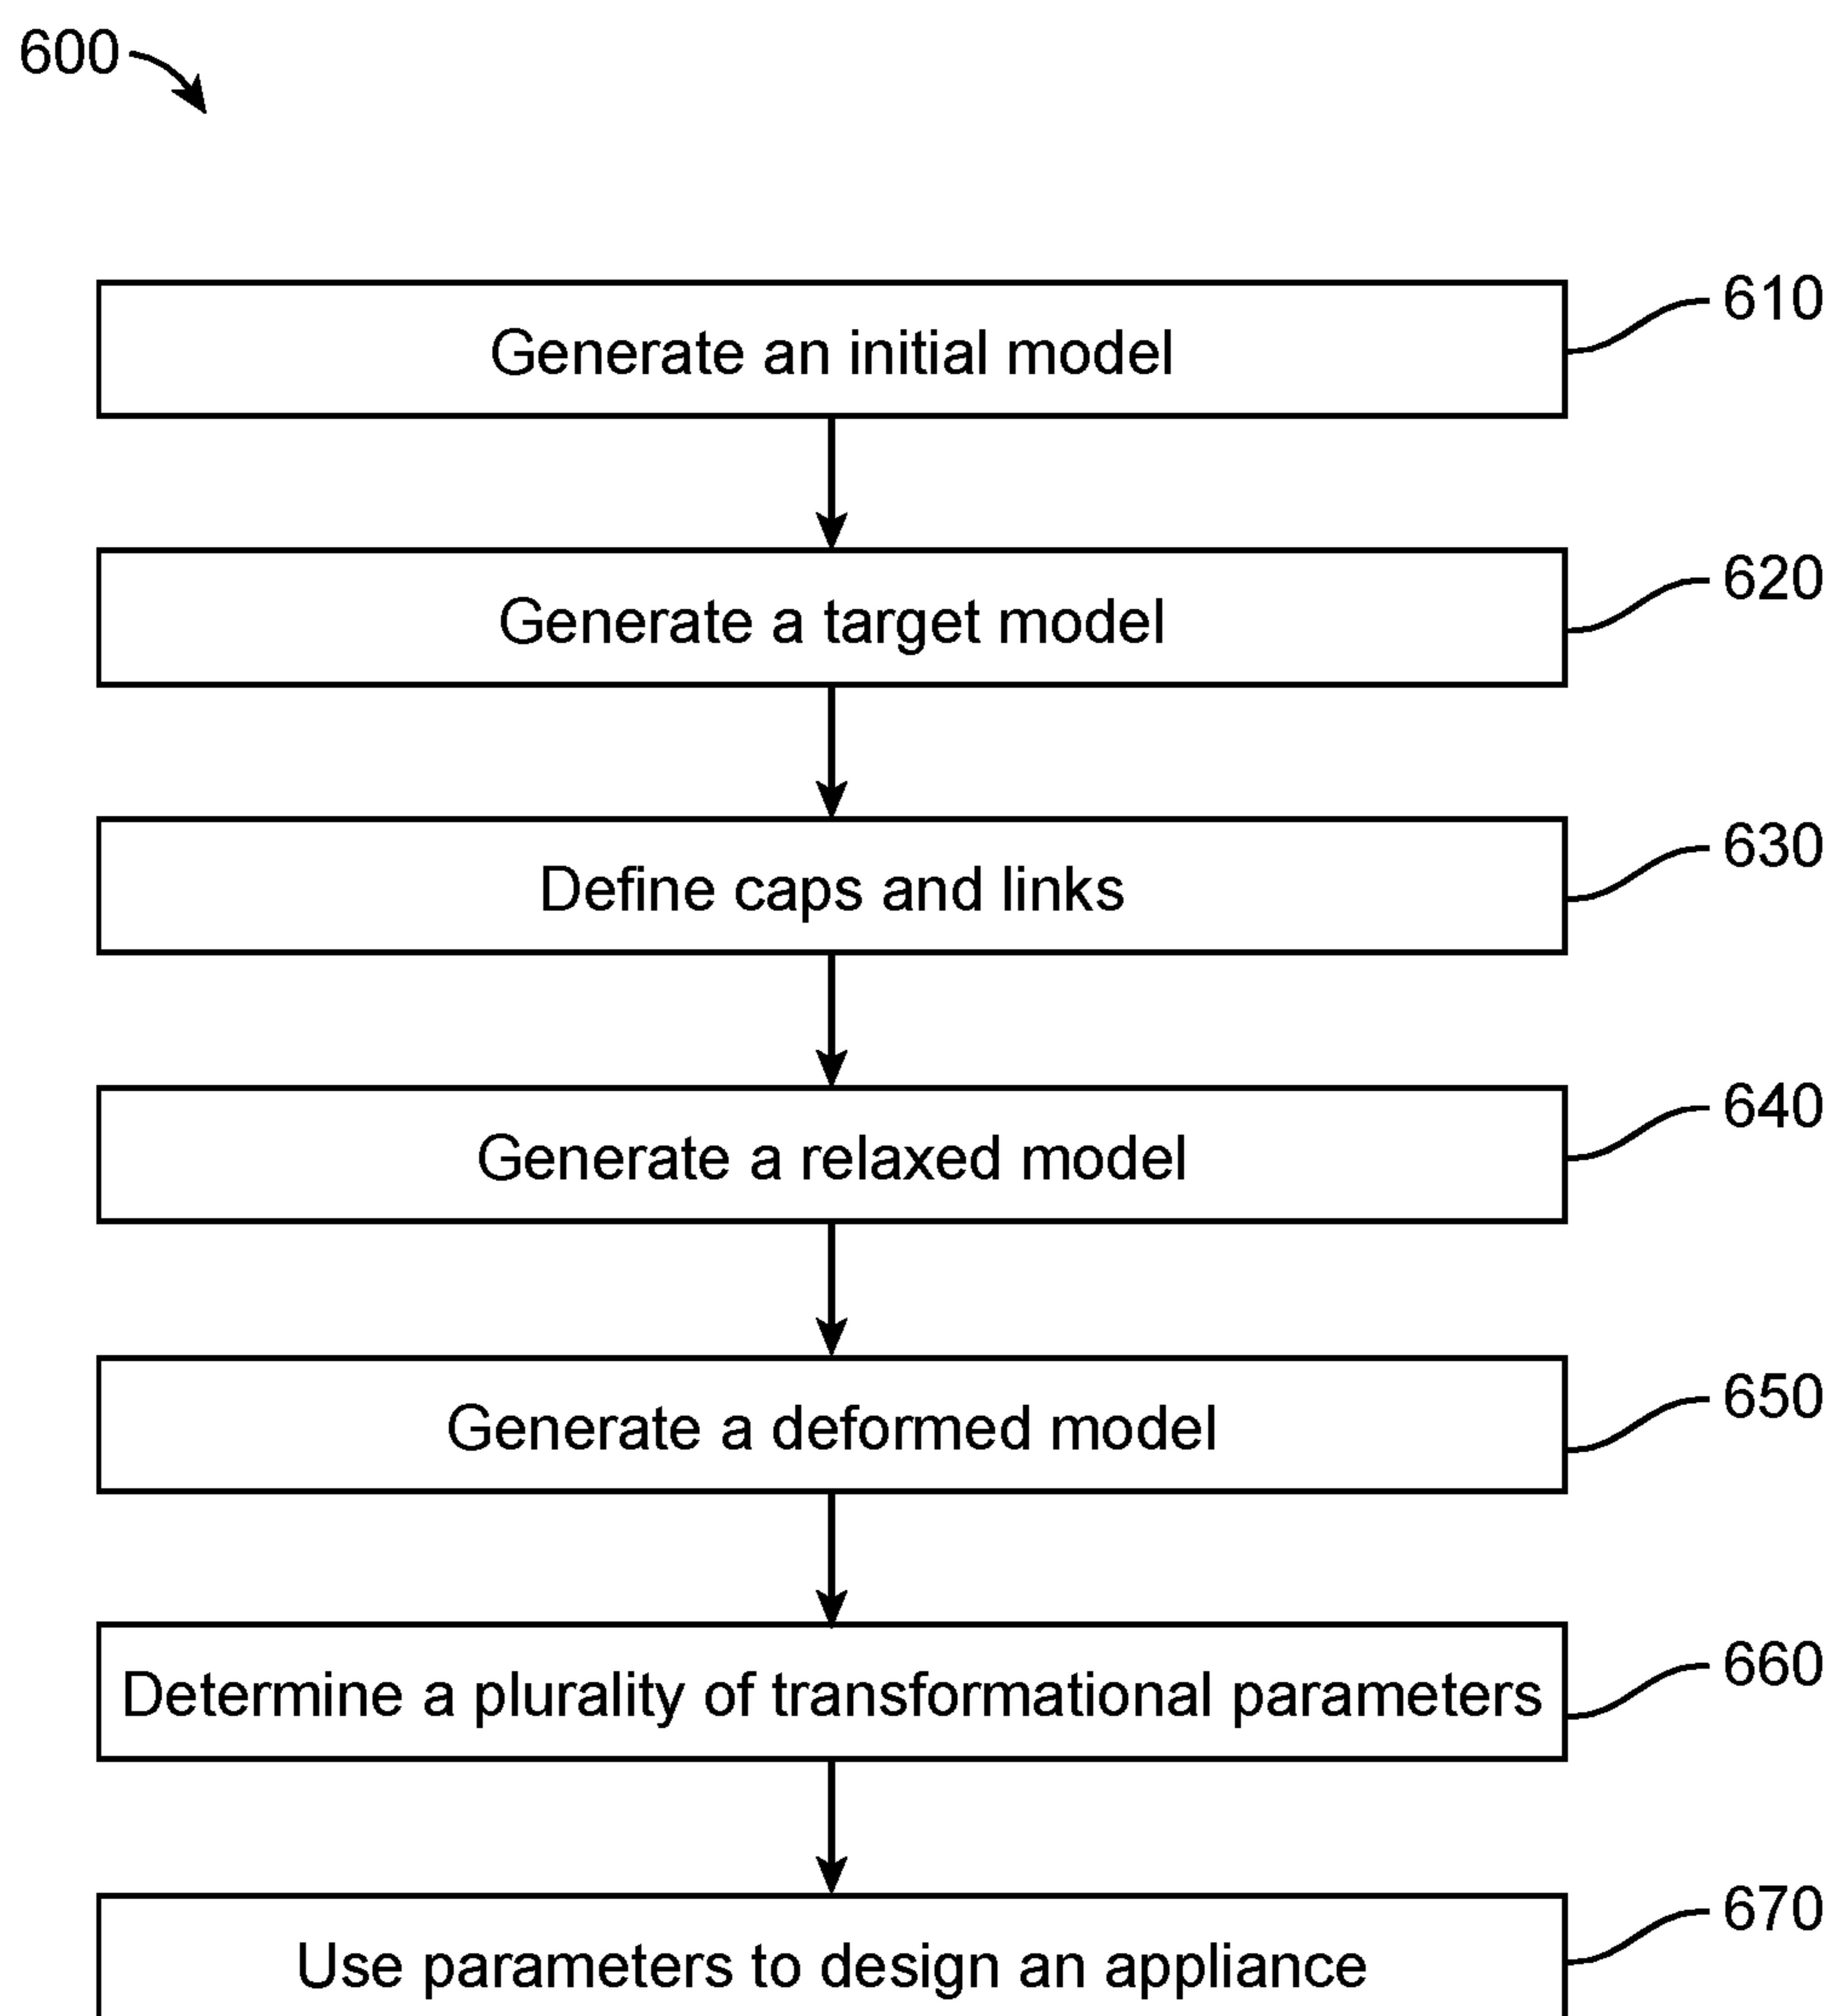 600
Generate an initial model
610
Generate a target model
620
Define caps and links
630
Generate a relaxed model
640
Generate a deformed model
650
Determine a plurality of transformational parameters
660
Use parameters to design an appliance
670